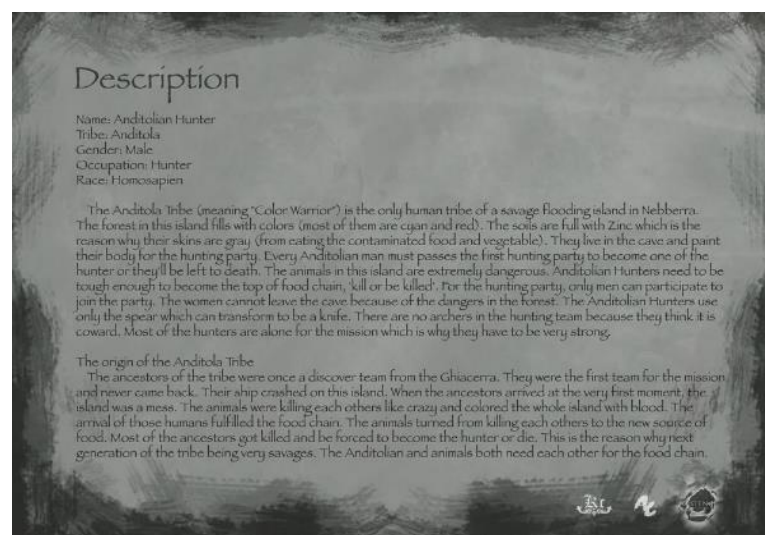 Description
Name: Anditolian Hunter
Tribe: Anditola
Gender: Male
Occupation: Hunter
Race: Homosapien
The Anditola Tribe (meaning "Color Warrior") is the only human tribe of a savage flooding island in Nebberra.
The forest in this island fills with colors (most of them are cyan and red). The soils are full with Zinc which is the
reason why their skins are gray (from eating the contaminated food and vegetable). They live in the cave and paint
their body for the hunting party. Every Anditolian man must passes the first hunting party to become one of the
hunter or they'll be left to death. The animals in this island are extremely dangerous. Anditolian Hunters need to be
tough enough to become the top of food chain, 'kill or be killed'. For the hunting party, only men can participate to
join the party. The women cannot leave the cave because of the dangers in the forest. The Anditolian Hunters use
only the spear which can transform to be a knife. There are no archers in the hunting team because they think it is
coward. Most of the hunters are alone for the mission which is why they have to be very strong.
The origin of the Anditola Tribe
The ancestors of the tribe were once a discover team from the Ghiacerra. They were the first team for the mission
and never came back. Their ship crashed on this island. When the ancestors arrived at the very first moment, the
island was a mess. The animals were killing each others like crazy and colored the whole island with blood. The
arrival of those humans fulfilled the food chain. The animals turned from killing each others to the new source of
food. Most of the ancestors got killed and be forced to become the hunter or die. This is the reason why next
generation of the tribe being very savages. The Anditolian and animals both need each other for the food chain.